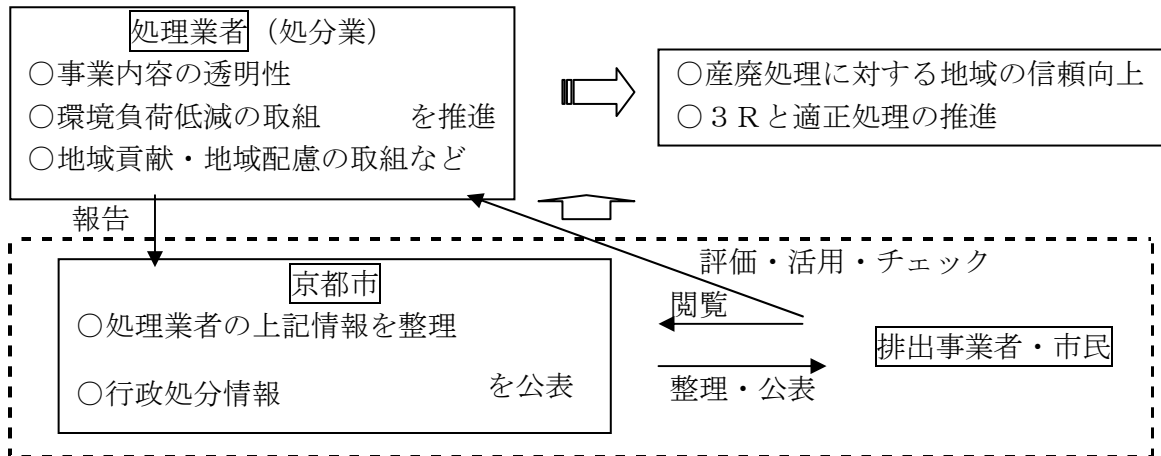 処理業者（処分業）
○事業内容の透明性
○環境負荷低減の取組　　を推進
○地域貢献・地域配慮の取組など
○産廃処理に対する地域の信頼向上
○３Ｒと適正処理の推進
報告
評価・活用・チェック
京都市
○処理業者の上記情報を整理
○行政処分情報　　を公表
閲覧
整理・公表
排出事業者・市民